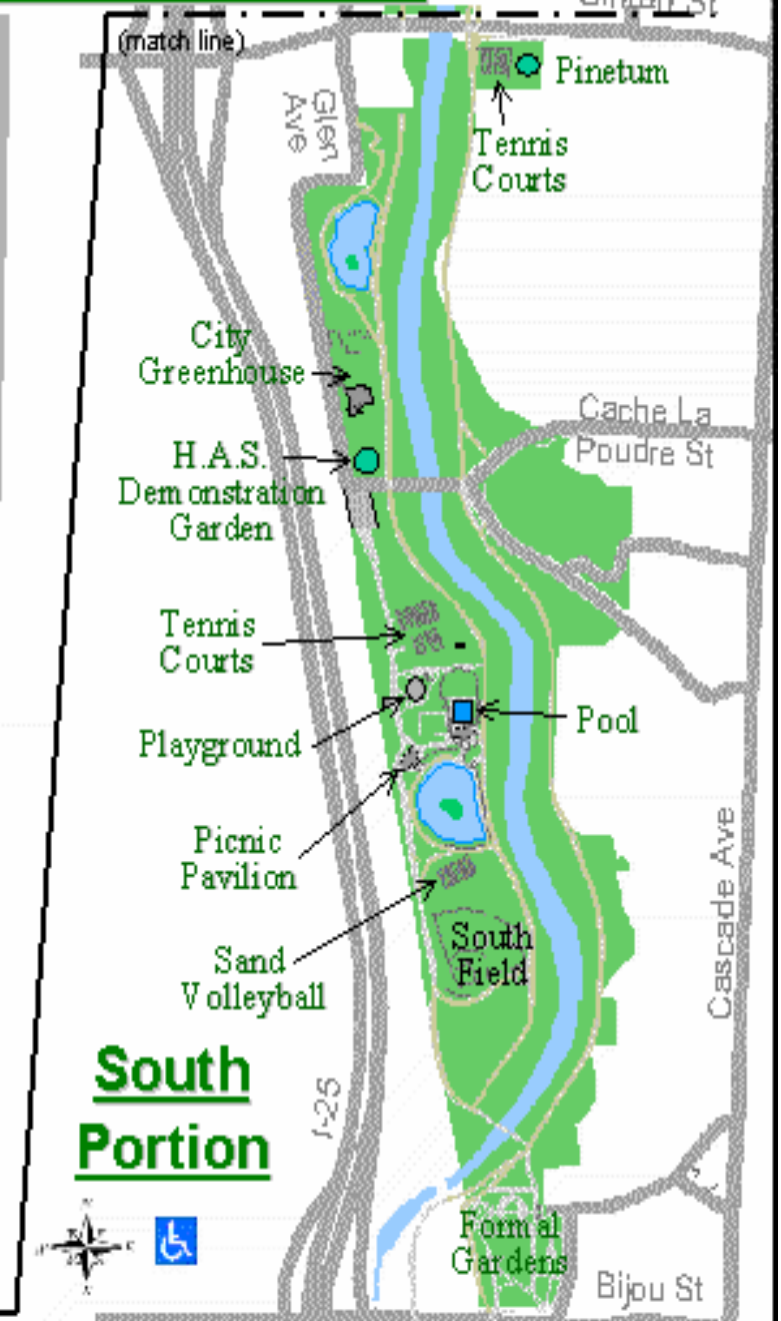 (match line)
Glen
Ave
Pinetum
Tennis
Courts
City
Greenhouse
Cache La
Poudre St
H.A.S.
Demonstration
Garden
Tennis
Courts
Pool
Playground
Picnic
Pavilion
Cascade Ave
South
Field
Sand
Volleyball
South
Portion
I-25
Formal
Gardens
Bijou St